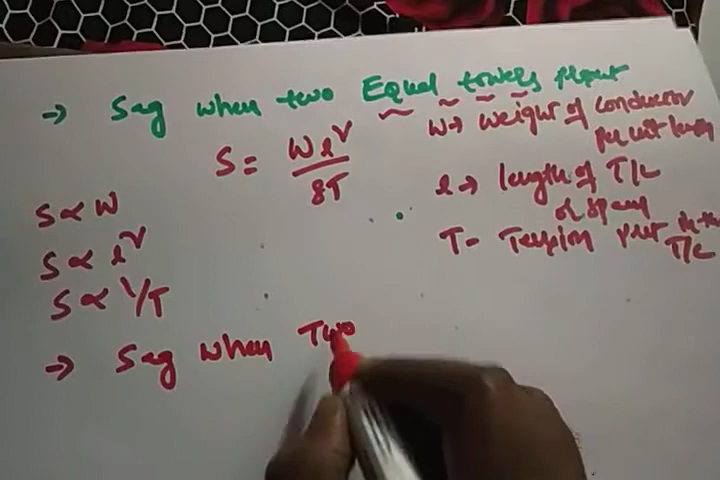 → Sag when two Equal towers present
S = Wl²/8T
W→ weight of conductor
per unit length
l → length of T/L
or span
T- Tension present in the
T/L
S∝W
S∝l²
S∝1/T
→ Sag when Two